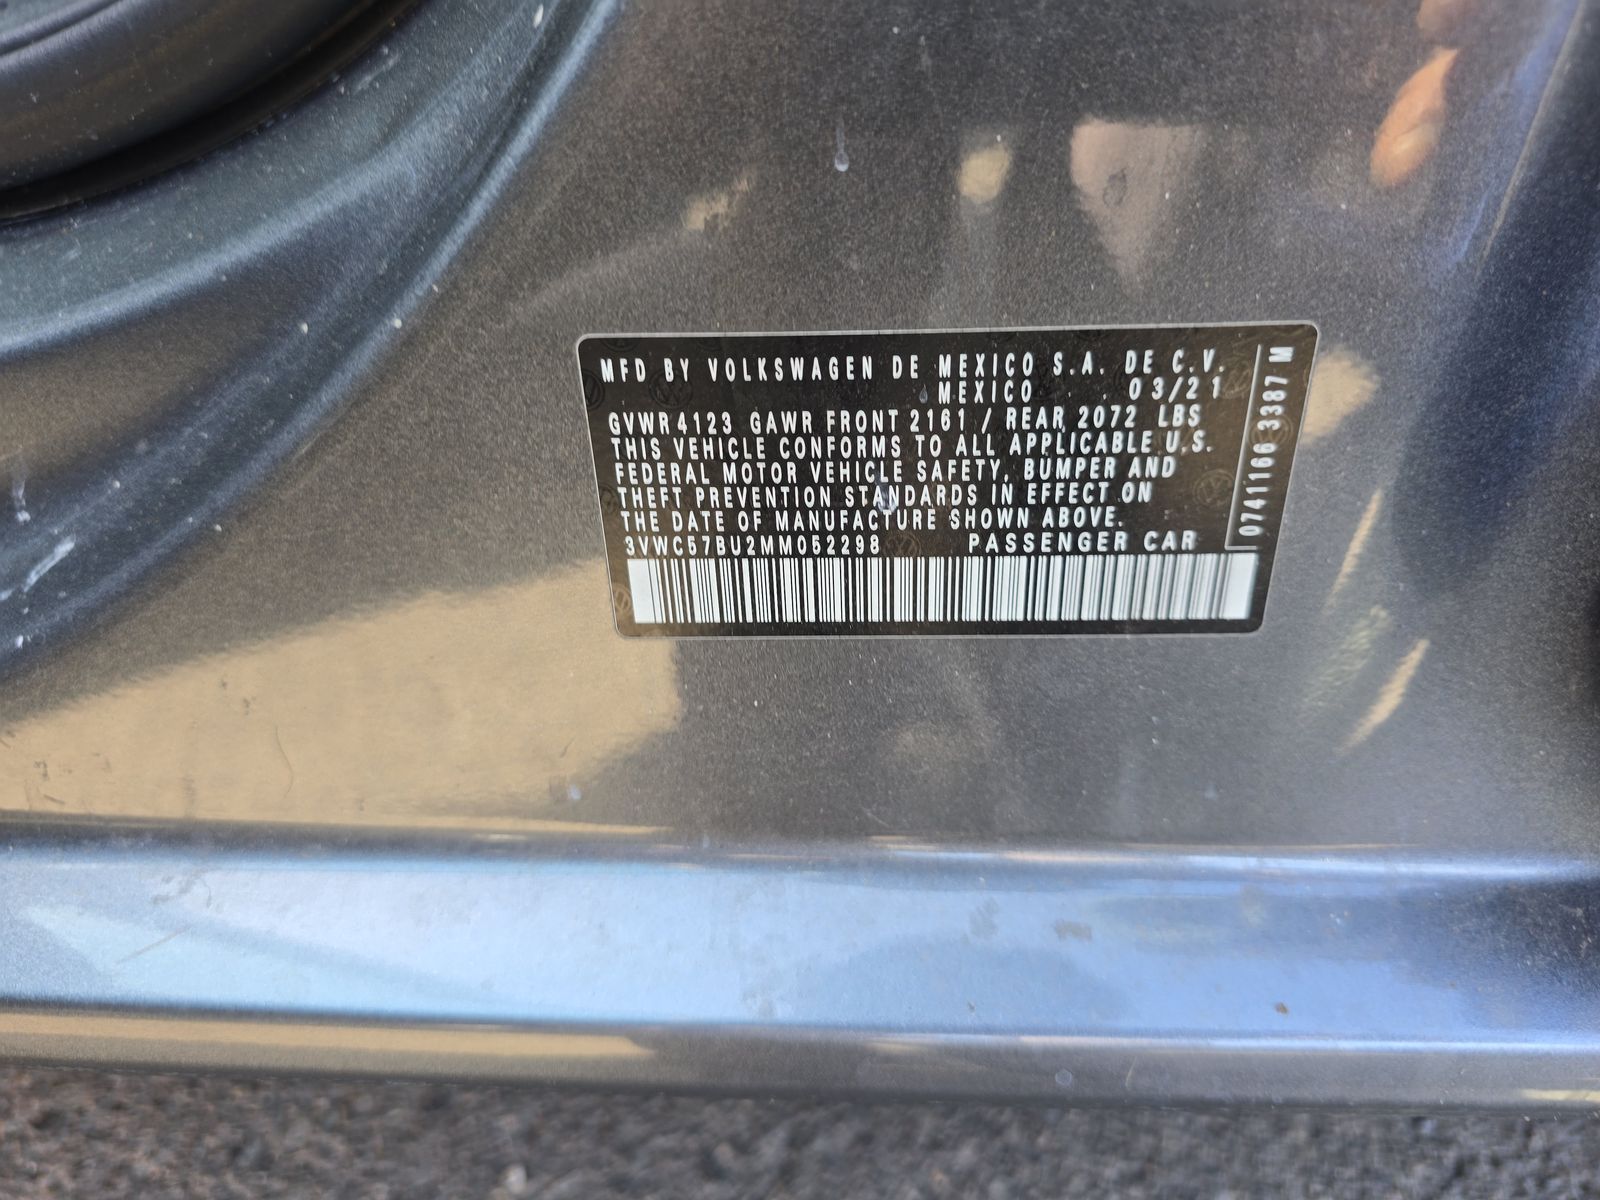 MFD BY VOLKSWAGEN DE MEXICO S.A. DE C.V.
MEXICO 03/21
GVWR 4123 GAWR FRONT 2161 / REAR 2072 LBS
THIS VEHICLE CONFORMS TO ALL APPLICABLE U.S.
FEDERAL MOTOR VEHICLE SAFETY, BUMPER AND
THEFT PREVENTION STANDARDS IN EFFECT ON
THE DATE OF MANUFACTURE SHOWN ABOVE.
3VWC57BU2MM052298 PASSENGER CAR
0741166 3387 M